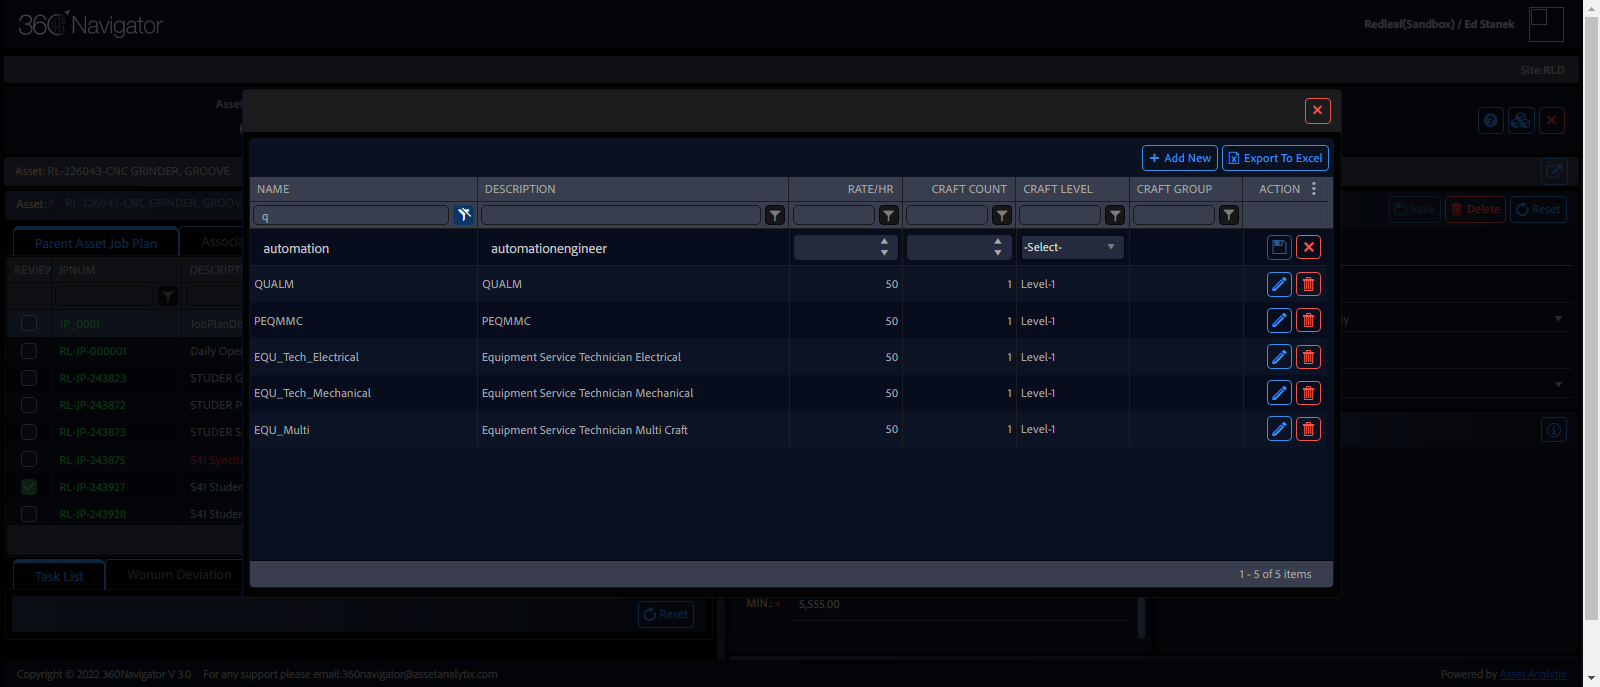 360 Navigator
Redleaf(Sandbox) / Ed Stanek
Site:RLD
Asset
Add New
Export To Excel
Asset: RL-226043-CNC GRINDER, GROOVE
Asset:* RL-226043-CNC GRINDER, GROOV
Save
Delete
Reset
Parent Asset Job Plan
Associa
REVIEW JPNUM DESCRIPT
JP_0001 JobPlanDis
RL-JP-000001 Daily Oper
RL-JP-243823 STUDER G
RL-JP-243872 STUDER P
RL-JP-243873 STUDER S
RL-JP-243875 S41 Synchr
RL-JP-243927 S41 Studer
RL-JP-243928 S41 Studer
NAME DESCRIPTION RATE/HR CRAFT COUNT CRAFT LEVEL CRAFT GROUP ACTION
q
automation automationengineer -Select-
QUALM QUALM 50 1 Level-1
PEQMMC PEQMMC 50 1 Level-1
EQU_Tech_Electrical Equipment Service Technician Electrical 50 1 Level-1
EQU_Tech_Mechanical Equipment Service Technician Mechanical 50 1 Level-1
EQU_Multi Equipment Service Technician Multi Craft 50 1 Level-1
1 - 5 of 5 items
Task List
Wonum Deviation
Reset
MIN.:* 5,555.00
Copyright © 2022 360Navigator V 3.0 For any support please email:360navigator@assetanalytix.com
Powered by Asset Analytix